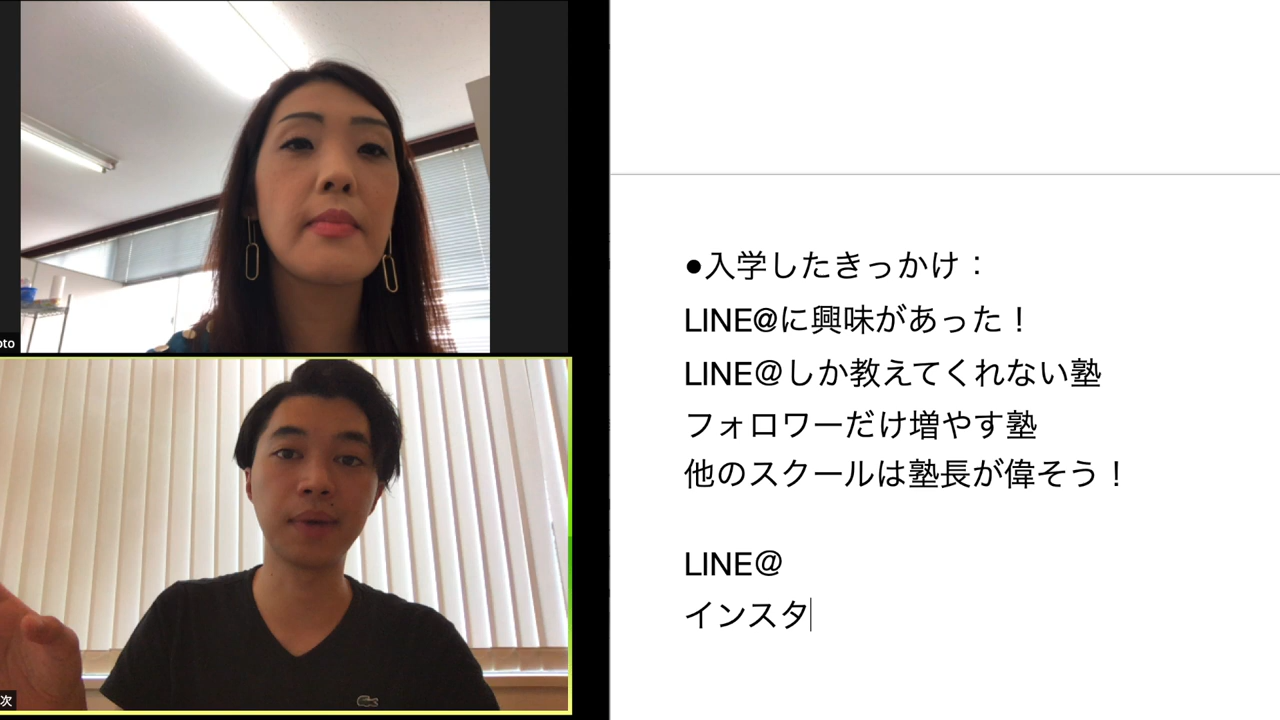 oto
次
●入学したきっかけ：
LINE@に興味があった！
LINE@しか教えてくれない塾
フォロワーだけ増やす塾
他のスクールは塾長が偉そう！
LINE@
インスタ